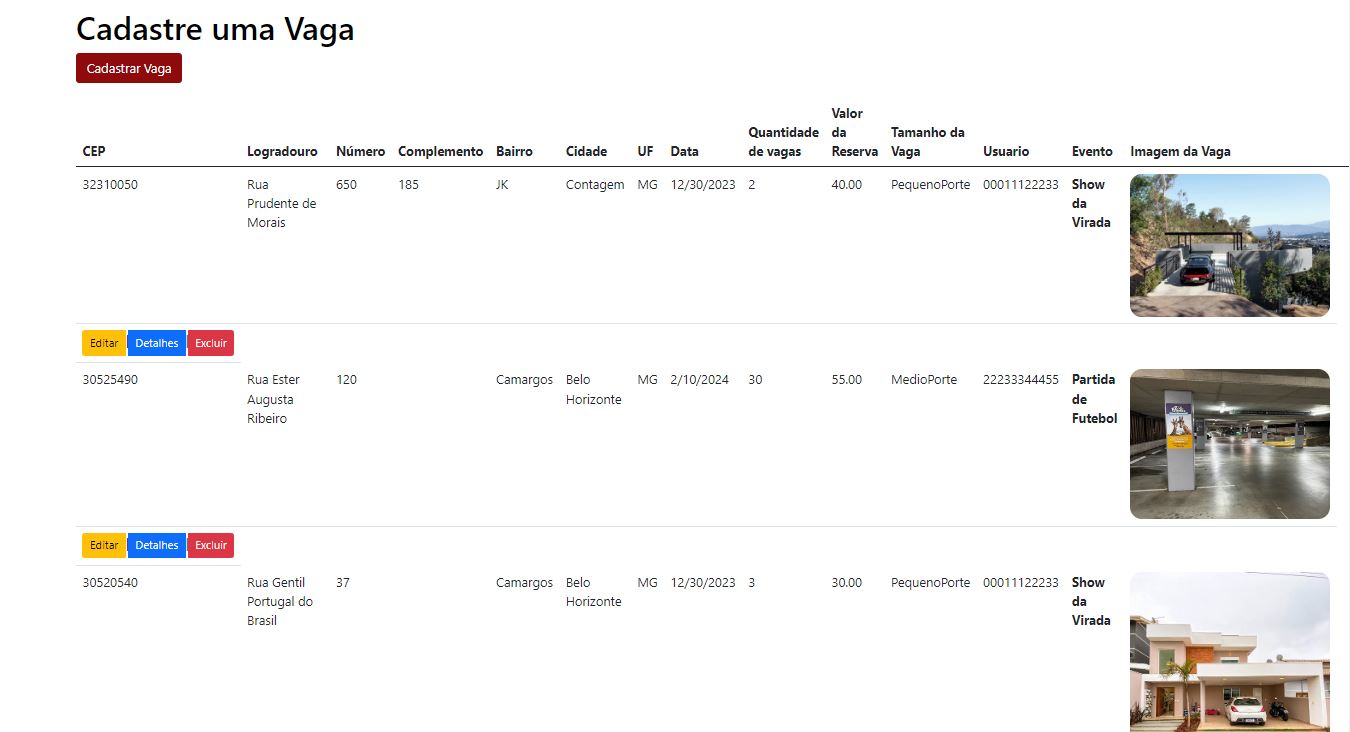 Cadastre uma Vaga
Cadastrar Vaga
CEP Logradouro Número Complemento Bairro Cidade UF Data Quantidade de vagas Valor da Reserva Tamanho da Vaga Usuario Evento Imagem da Vaga
32310050 Rua Prudente de Morais 650 185 JK Contagem MG 12/30/2023 2 40.00 PequenoPorte 00011122233 Show da Virada
Editar Detalhes Excluir
30525490 Rua Ester Augusta Ribeiro 120 Camargos Belo Horizonte MG 2/10/2024 30 55.00 MedioPorte 22233344455 Partida de Futebol
Editar Detalhes Excluir
30520540 Rua Gentil Portugal do Brasil 37 Camargos Belo Horizonte MG 12/30/2023 3 30.00 PequenoPorte 00011122233 Show da Virada